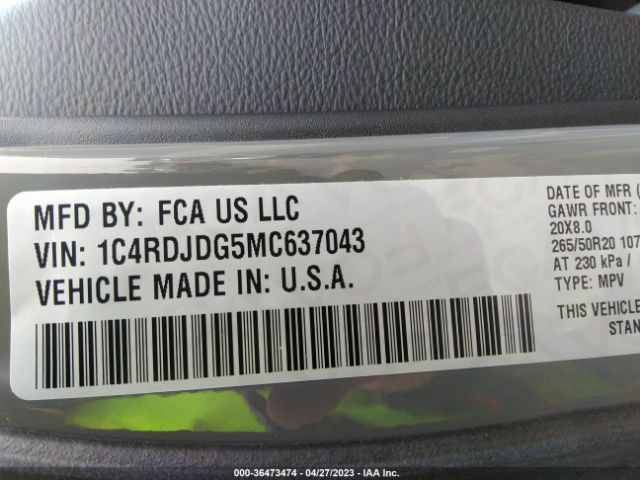 MFD BY: FCA US LLC
VIN: 1C4RDJDG5MC637043
VEHICLE MADE IN: U.S.A.
DATE OF MFR (
GAWR FRONT:
20X8.0
265/50R20 107
AT 230 kPa /
TYPE: MPV
THIS VEHICLE
STAN
000-36473474 - 04/27/2023 - IAA Inc.